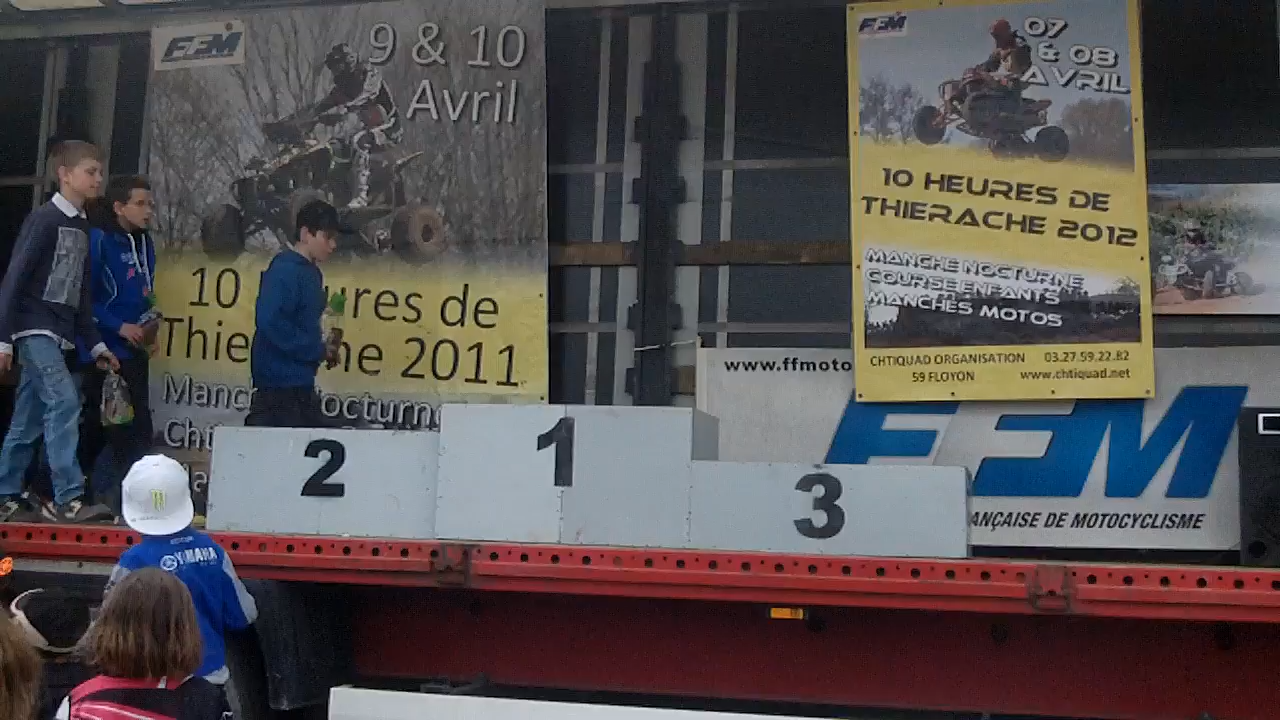 FFM
9 & 10
Avril
10 ures de
Thie he 2011
FFM
07
& 08
AVRIL
10 HEURES DE
THIERACHE 2012
MANCHE NOCTURNE
COURSE ENFANTS
MANCHES MOTOS
CHTIQUAD ORGANISATION 03.27.59.22.82
59 FLOYON www.chtiquad.net
www.ffmoto
FFM
ANÇAISE DE MOTOCYCLISME
2
1
3
YAMAHA